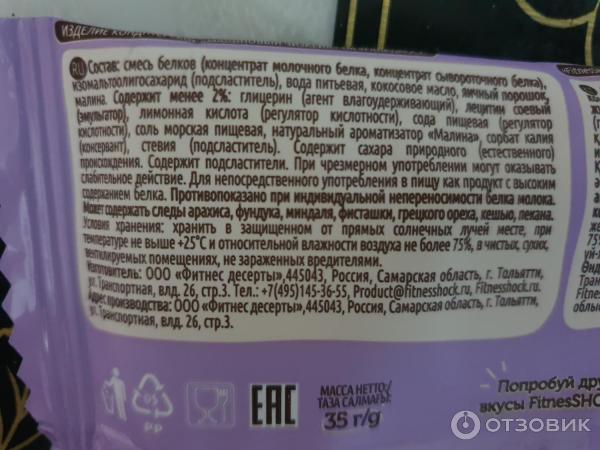 ИЗДЕЛИЕ
RU Состав: смесь белков (концентрат молочного белка, концентрат сывороточного белка),
изомальтоолигосахарид (подсластитель), вода питьевая, кокосовое масло, яичный порошок,
малина. Содержит менее 2%: глицерин (агент влагоудерживающий), лецитин соевый
(эмульгатор), лимонная кислота (регулятор кислотности), сода пищевая (регулятор
кислотности), соль морская пищевая, натуральный ароматизатор «Малина», сорбат калия
(консервант), стевия (подсластитель). Содержит сахара природного (естественного)
происхождения. Содержит подсластители. При чрезмерном употреблении могут оказывать
слабительное действие. Для непосредственного употребления в пищу как продукт с высоким
содержанием белка. Противопоказано при индивидуальной непереносимости белка молока.
Может содержать следы арахиса, фундука, миндаля, фисташки, грецкого ореха, кешью, пекана.
Условия хранения: хранить в защищенном от прямых солнечных лучей месте, при
температуре не выше +25°С и относительной влажности воздуха не более 75%, в чистых, сухих,
вентилируемых помещениях, не зараженных вредителями.
Изготовитель: ООО «Фитнес десерты»,445043, Россия, Самарская область, г. Тольятти,
ул. Транспортная, влд. 26, стр.3. Тел.: +7(495)145-36-55, Product@fitnesshock.ru, Fitnesshock.ru.
Адрес производства: ООО «Фитнес десерты»,445043, Россия, Самарская область, г. Тольятти,
ул. Транспортная, влд. 26, стр.3.
05
PP
EAC
МАССА НЕТТО/
ТАЗА САЛМАҒЫ:
35 г/g
Попробуй
вкусы
ОТЗОВИК